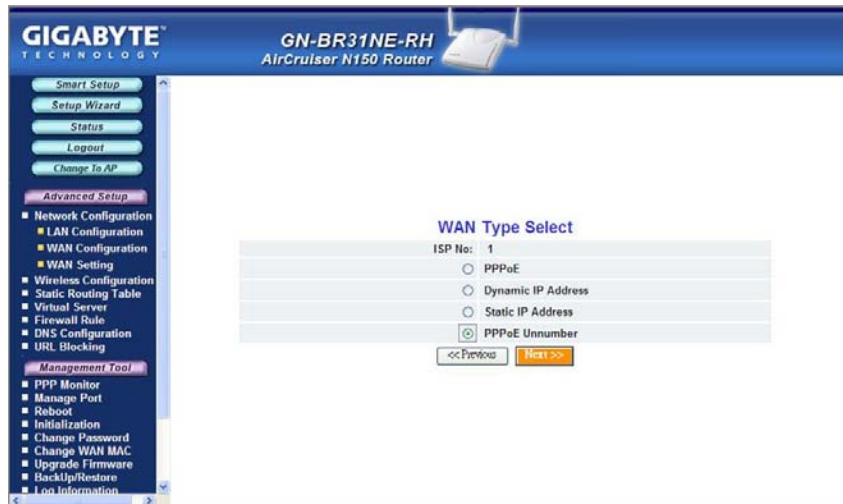 GIGABYTE™
TECHNOLOGY
GN-BR31NE-RH
AirCruiser N150 Router
Smart Setup
Setup Wizard
Status
Logout
Change To AP
Advanced Setup
Network Configuration
LAN Configuration
WAN Configuration
WAN Setting
Wireless Configuration
Static Routing Table
Virtual Server
Firewall Rule
DNS Configuration
URL Blocking
Management Tool
PPP Monitor
Manage Port
Reboot
Initialization
Change Password
Change WAN MAC
Upgrade Firmware
BackUp/Restore
Log Information
WAN Type Select
ISP No: 1
PPPoE
Dynamic IP Address
Static IP Address
PPPoE Unnumber
<< Previous Next >>